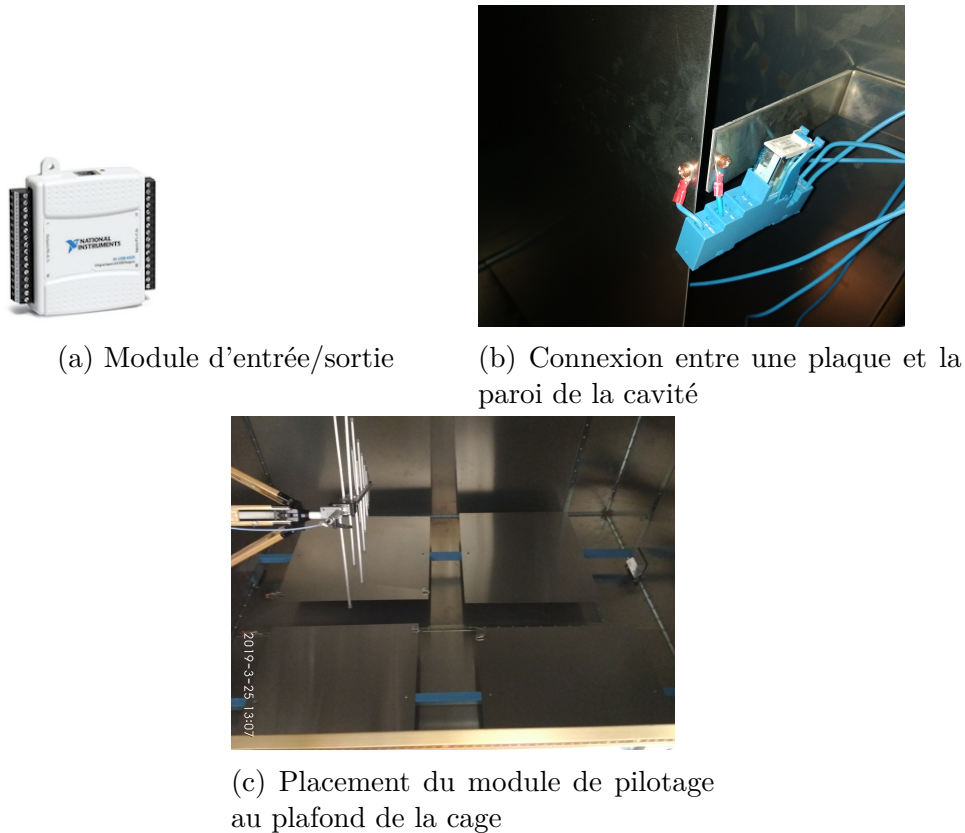 NATIONAL
INSTRUMENTS
(a) Module d'entrée/sortie
(b) Connexion entre une plaque et la
paroi de la cavité
2019-3-25 13:07
(c) Placement du module de pilotage
au plafond de la cage